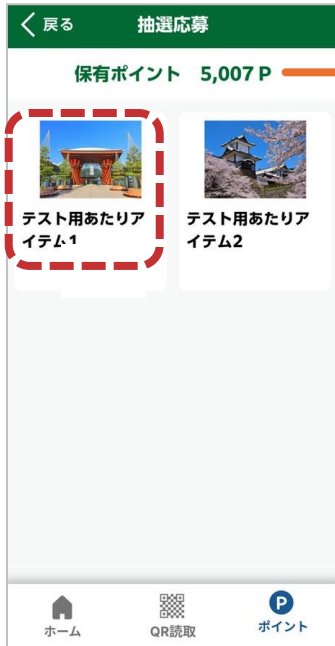 戻る 抽選応募
保有ポイント 5,007 P
テスト用あたりア
イテム1
テスト用あたりア
イテム2
ホーム QR読取 ポイント